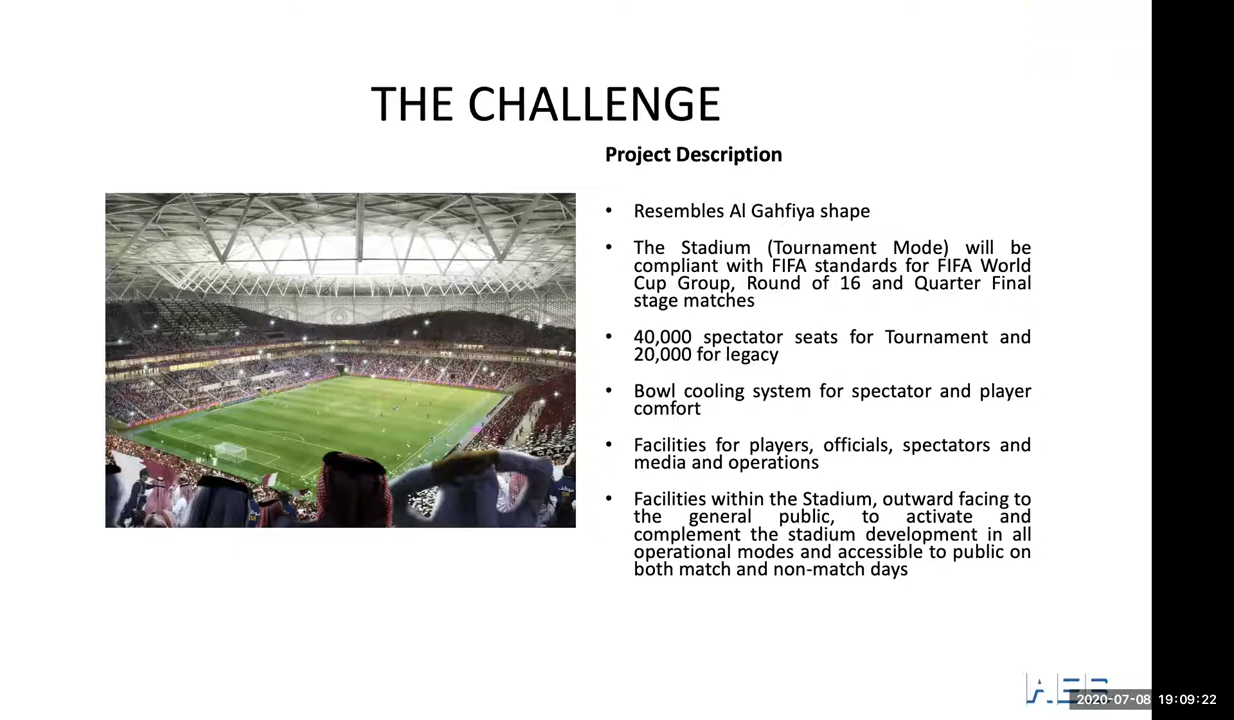 THE CHALLENGE
Project Description
• Resembles Al Gahfiya shape
• The Stadium (Tournament Mode) will be
compliant with FIFA standards for FIFA World
Cup Group, Round of 16 and Quarter Final
stage matches
• 40,000 spectator seats for Tournament and
20,000 for legacy
• Bowl cooling system for spectator and player
comfort
• Facilities for players, officials, spectators and
media and operations
• Facilities within the Stadium, outward facing to
the general public, to activate and
complement the stadium development in all
operational modes and accessible to public on
both match and non-match days
2020-07-08 19:09:22